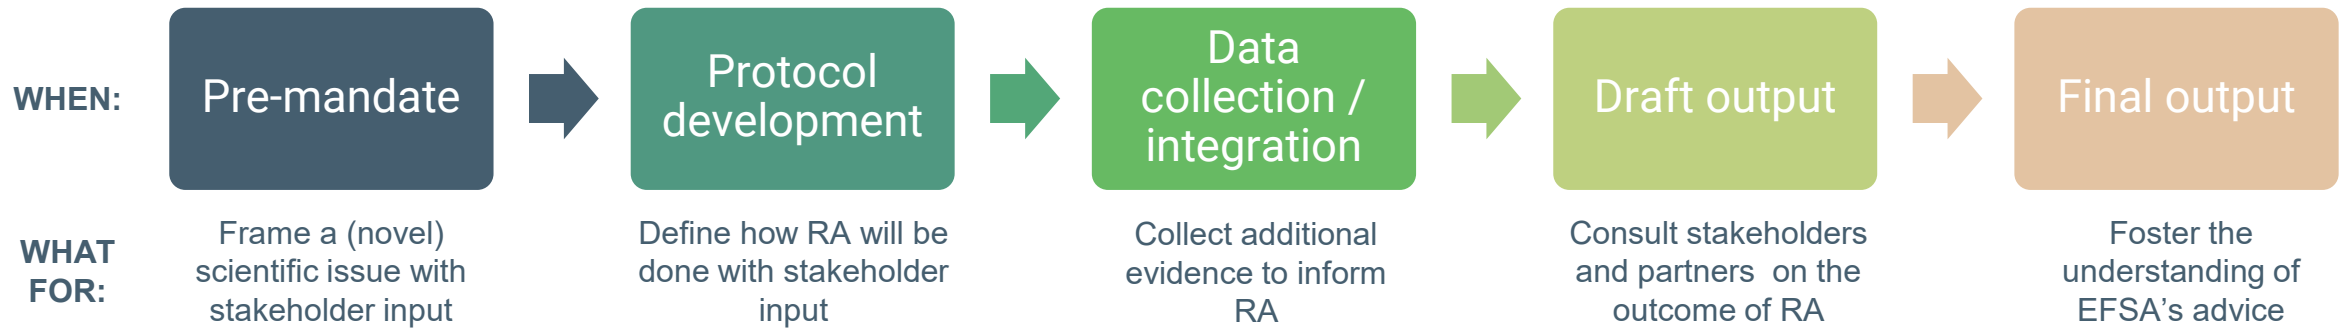 WHEN:
Pre-mandate
Protocol
development
Data
collection /
integration
Draft output
Final output
WHAT
FOR:
Frame a (novel)
scientific issue with
stakeholder input
Define how RA will be
done with stakeholder
input
Collect additional
evidence to inform
RA
Consult stakeholders
and partners  on the
outcome of RA
Foster the
understanding of
EFSA’s advice